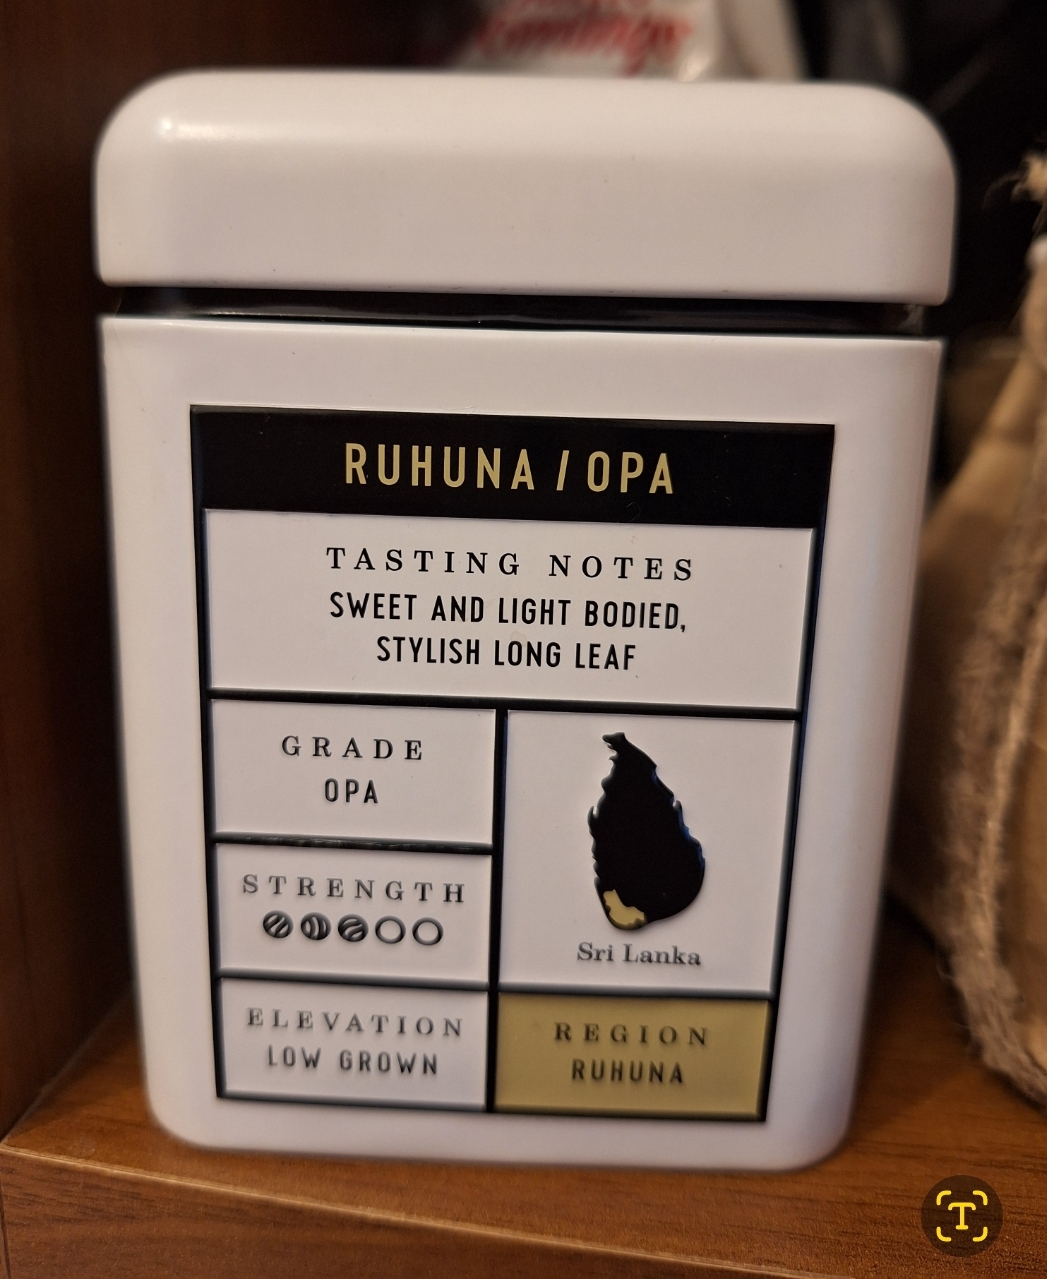 RUHUNA / OPA
TASTING NOTES
SWEET AND LIGHT BODIED,
STYLISH LONG LEAF
GRADE
OPA
STRENGTH
ELEVATION
LOW GROWN
Sri Lanka
REGION
RUHUNA
T